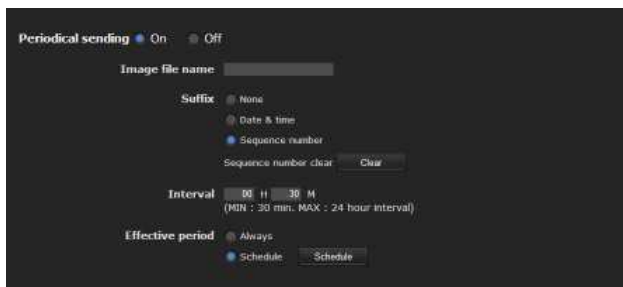 Periodical sending On Off
Image file name
Suffix None
Date & time
Sequence number
Sequence number clear Clear
Interval 00 H 30 M
(MIN : 30 min. MAX : 24 hour interval)
Effective period Always
Schedule Schedule